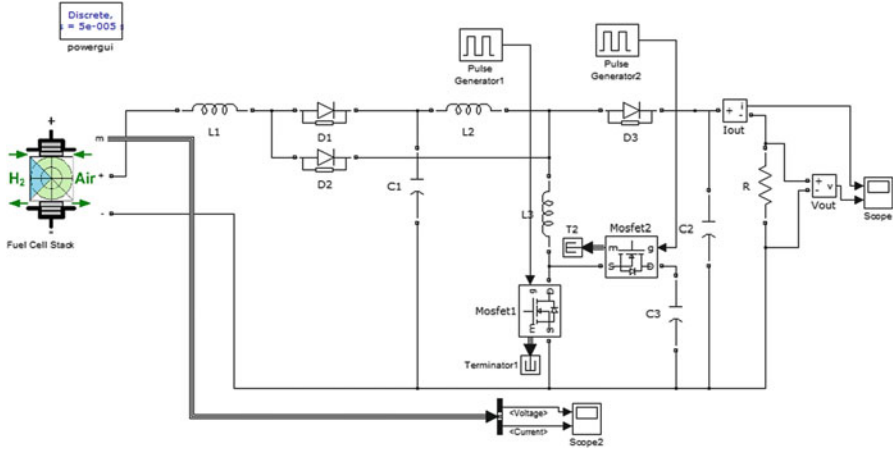 Discrete,
s = 5e-005 s
powergui
Pulse
Generator1
Pulse
Generator2
L1
D1
L2
D3
+
i
-
Iout
+
m
H2
Air
+
-
-
Fuel Cell Stack
D2
C1
L3
T2
Mosfet2
m
g
S
D
C2
R
+
v
-
Vout
Scope
Mosfet1
g
D
m
S
C3
Terminator1
<Voltage>
<Current>
Scope2